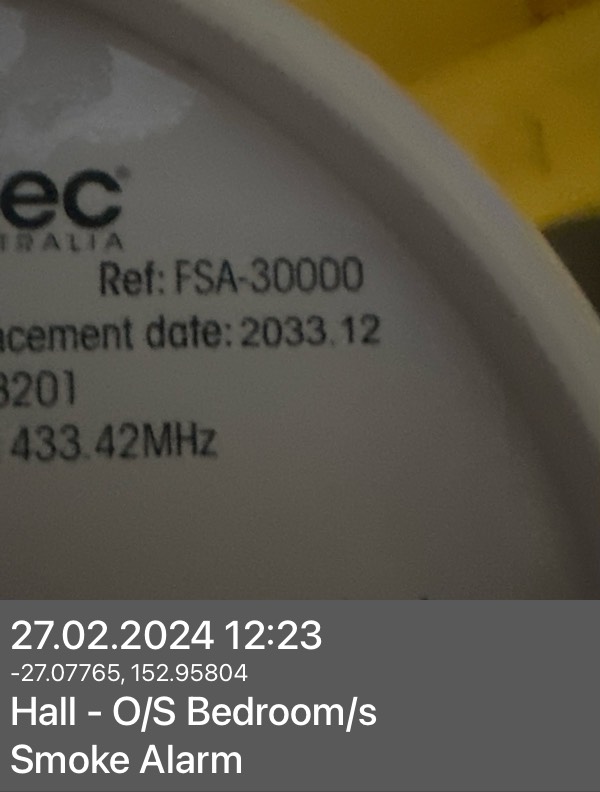 ec®
TRALIA
Ref: FSA-30000
acement date: 2033.12
3201
433.42MHz
27.02.2024 12:23
-27.07765, 152.95804
Hall - O/S Bedroom/s
Smoke Alarm